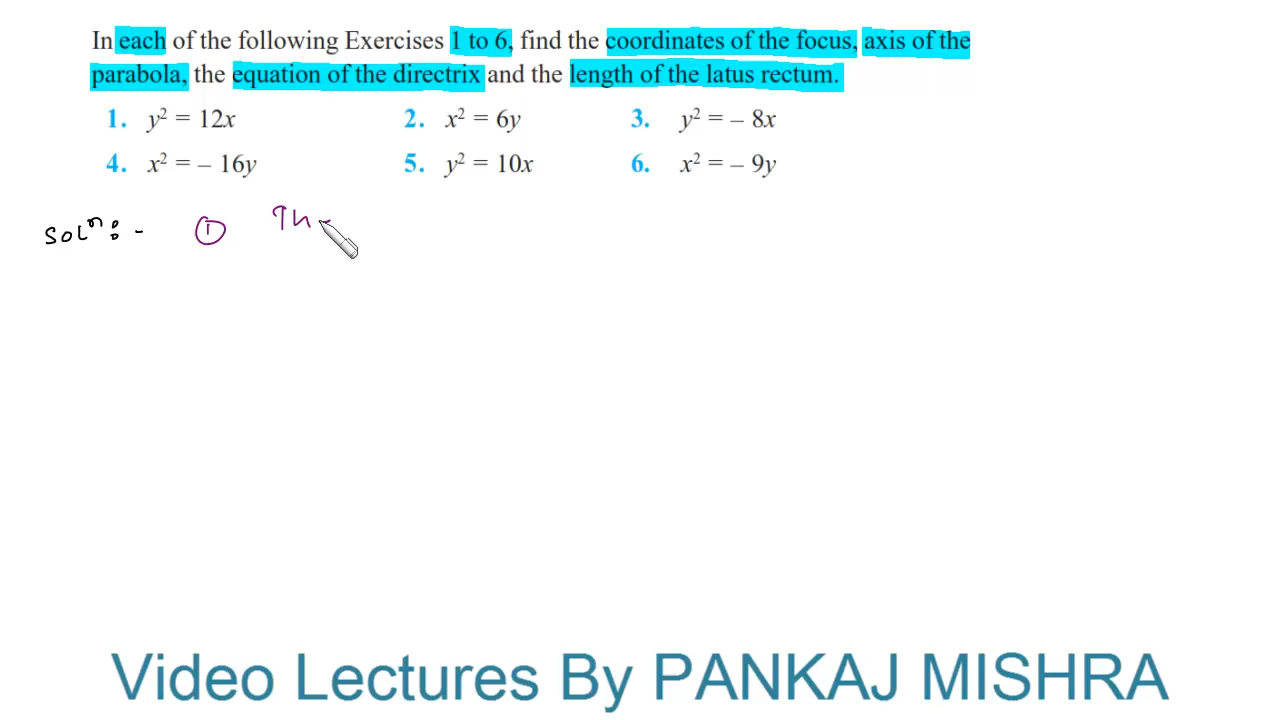 In each of the following Exercises 1 to 6, find the coordinates of the focus, axis of the
parabola, the equation of the directrix and the length of the latus rectum.
1. y² = 12x 2. x² = 6y 3. y² = – 8x
4. x² = – 16y 5. y² = 10x 6. x² = – 9y
Solⁿ:- ① Th
Video Lectures By PANKAJ MISHRA